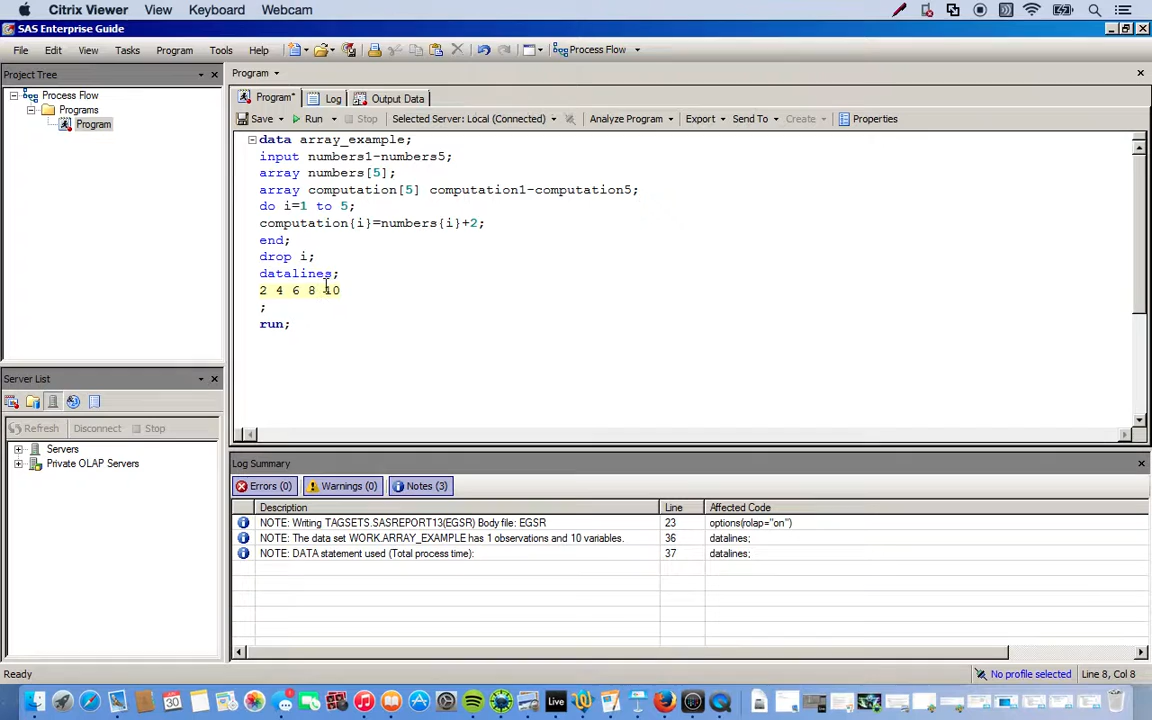 Citrix Viewer View Keyboard Webcam
SAS Enterprise Guide
File Edit View Tasks Program Tools Help Process Flow
Project Tree
Process Flow
Programs
Program
Program
Program* Log Output Data
Save Run Stop Selected Server: Local (Connected) Analyze Program Export Send To Create Properties
data array_example;
input numbers1-numbers5;
array numbers[5];
array computation[5] computation1-computation5;
do i=1 to 5;
computation{i}=numbers{i}+2;
end;
drop i;
datalines;
2 4 6 8 10
;
run;
Server List
Refresh Disconnect Stop
Servers
Private OLAP Servers
Log Summary
Errors (0) Warnings (0) Notes (3)
Description Line Affected Code
NOTE: Writing TAGSETS.SASREPORT13(EGSR) Body file: EGSR 23 options(rolap="on")
NOTE: The data set WORK.ARRAY_EXAMPLE has 1 observations and 10 variables. 36 datalines;
NOTE: DATA statement used (Total process time): 37 datalines;
Ready No profile selected Line 8, Col 8
30 Live